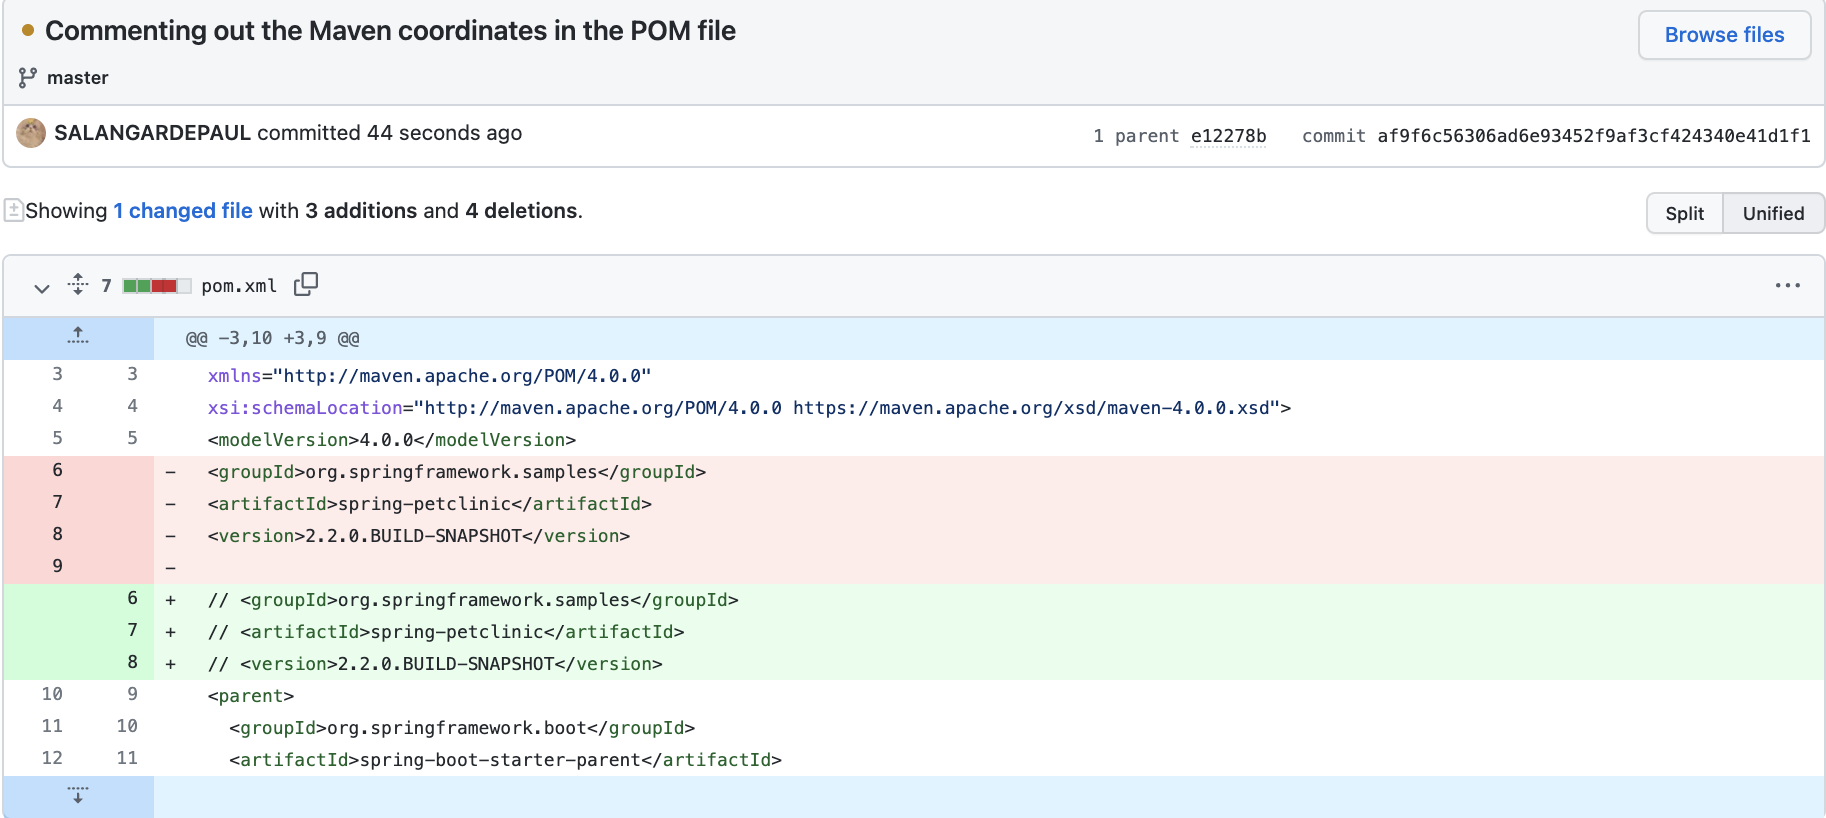 Commenting out the Maven coordinates in the POM file
Browse files
master
SALANGARDEPAUL committed 44 seconds ago
1 parent e12278b commit af9f6c56306ad6e93452f9af3cf424340e41d1f1
Showing 1 changed file with 3 additions and 4 deletions.
Split Unified
7 pom.xml
@@ -3,10 +3,9 @@
3 3 xmlns="http://maven.apache.org/POM/4.0.0"
4 4 xsi:schemaLocation="http://maven.apache.org/POM/4.0.0 https://maven.apache.org/xsd/maven-4.0.0.xsd">
5 5 <modelVersion>4.0.0</modelVersion>
6 - <groupId>org.springframework.samples</groupId>
7 - <artifactId>spring-petclinic</artifactId>
8 - <version>2.2.0.BUILD-SNAPSHOT</version>
9 -
6 + // <groupId>org.springframework.samples</groupId>
7 + // <artifactId>spring-petclinic</artifactId>
8 + // <version>2.2.0.BUILD-SNAPSHOT</version>
10 9 <parent>
11 10 <groupId>org.springframework.boot</groupId>
12 11 <artifactId>spring-boot-starter-parent</artifactId>